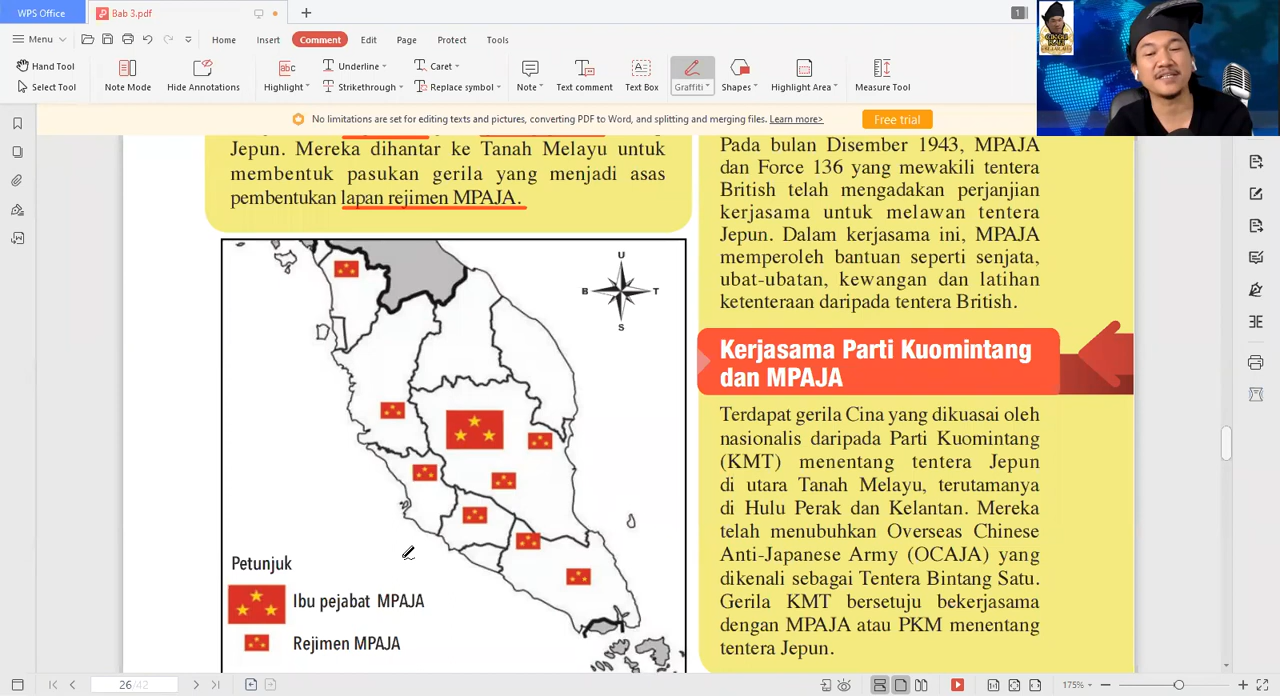 WPS Office
Bab 3.pdf
1
Menu
Home
Insert
Comment
Edit
Page
Protect
Tools
Hand Tool
Select Tool
Note Mode
Hide Annotations
Highlight
Underline
Strikethrough
Caret
Replace symbol
Note
Text comment
Text Box
Graffiti
Shapes
Highlight Area
Measure Tool
No limitations are set for editing texts and pictures, converting PDF to Word, and splitting and merging files. Learn more>
Free trial
Jepun. Mereka dihantar ke Tanah Melayu untuk
membentuk pasukan gerila yang menjadi asas
pembentukan lapan rejimen MPAJA.
U
B
T
S
Petunjuk
Ibu pejabat MPAJA
Rejimen MPAJA
Pada bulan Disember 1943, MPAJA
dan Force 136 yang mewakili tentera
British telah mengadakan perjanjian
kerjasama untuk melawan tentera
Jepun. Dalam kerjasama ini, MPAJA
memperoleh bantuan seperti senjata,
ubat-ubatan, kewangan dan latihan
ketenteraan daripada tentera British.
Kerjasama Parti Kuomintang
dan MPAJA
Terdapat gerila Cina yang dikuasai oleh
nasionalis daripada Parti Kuomintang
(KMT) menentang tentera Jepun
di utara Tanah Melayu, terutamanya
di Hulu Perak dan Kelantan. Mereka
telah menubuhkan Overseas Chinese
Anti-Japanese Army (OCAJA) yang
dikenali sebagai Tentera Bintang Satu.
Gerila KMT bersetuju bekerjasama
dengan MPAJA atau PKM menentang
tentera Jepun.
26/42
175%